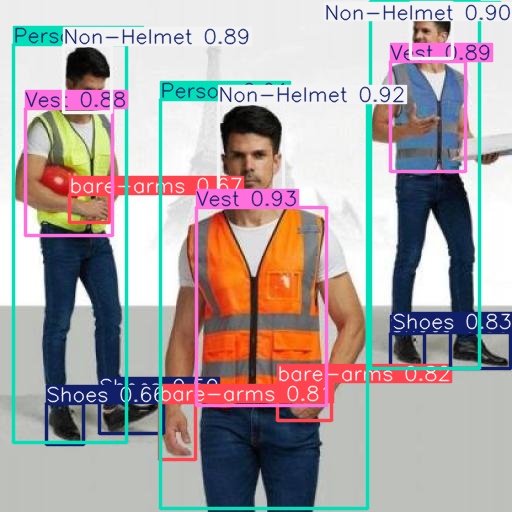 Non-Helmet 0.90
Non-Helmet 0.89
Vest 0.89
Vest 0.88
Non-Helmet 0.92
bare-arms 0.67
Vest 0.93
Shoes 0.83
bare-arms 0.82
Shoes 0.66
bare-arms 0.8